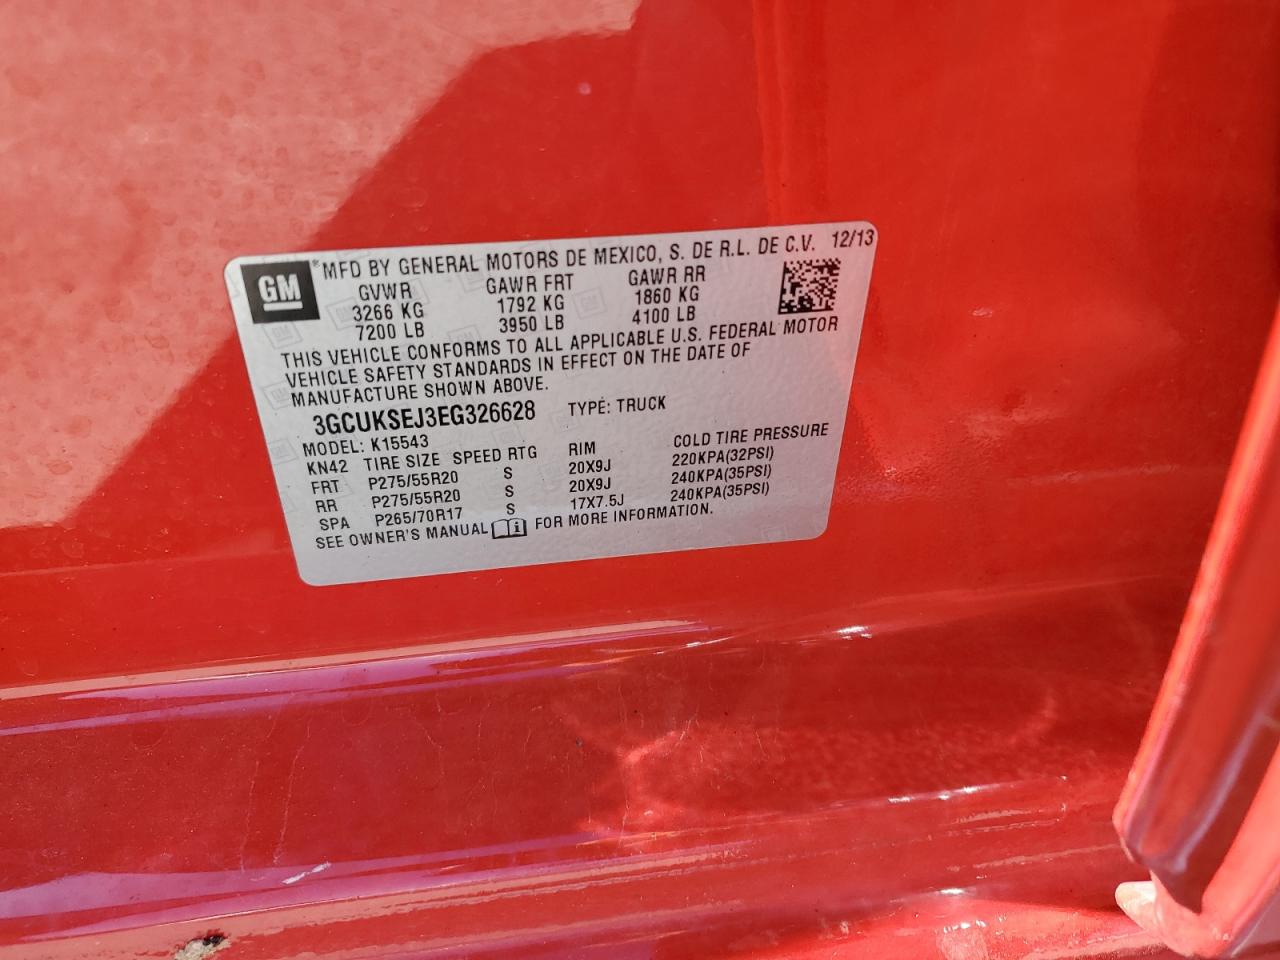 GM
MFD BY GENERAL MOTORS DE MEXICO, S. DE R.L. DE C.V. 12/13
GVWR GAWR FRT GAWR RR
3266 KG 1792 KG 1860 KG
7200 LB 3950 LB 4100 LB
THIS VEHICLE CONFORMS TO ALL APPLICABLE U.S. FEDERAL MOTOR
VEHICLE SAFETY STANDARDS IN EFFECT ON THE DATE OF
MANUFACTURE SHOWN ABOVE.
3GCUKSEJ3EG326628 TYPE: TRUCK
MODEL: K15543
KN42 TIRE SIZE SPEED RTG RIM COLD TIRE PRESSURE
FRT P275/55R20 S 20X9J 220KPA(32PSI)
RR P275/55R20 S 20X9J 240KPA(35PSI)
SPA P265/70R17 S 17X7.5J 240KPA(35PSI)
SEE OWNER'S MANUAL FOR MORE INFORMATION.